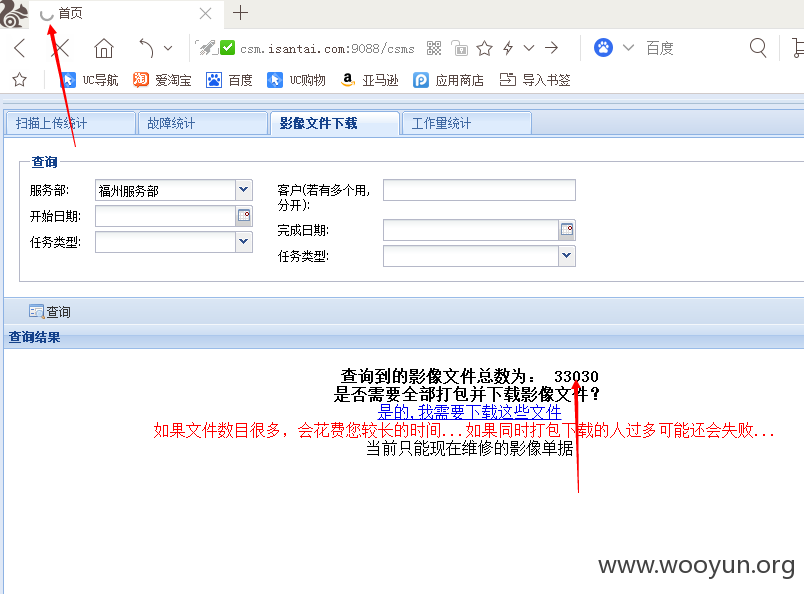 首页
csm.isantai.com:9088/csms
百度
UC导航
爱淘宝
百度
UC购物
亚马逊
应用商店
导入书签
扫描上传统计
故障统计
影像文件下载
工作量统计
查询
服务部:
福州服务部
客户(若有多个用,
分开):
开始日期:
完成日期:
任务类型:
任务类型:
查询
查询结果
查询到的影像文件总数为: 33030
是否需要全部打包并下载影像文件?
是的,我需要下载这些文件
如果文件数目很多, 会花费您较长的时间...如果同时打包下载的人过多可能还会失败...
当前只能现在维修的影像单据
www.wooyun.org